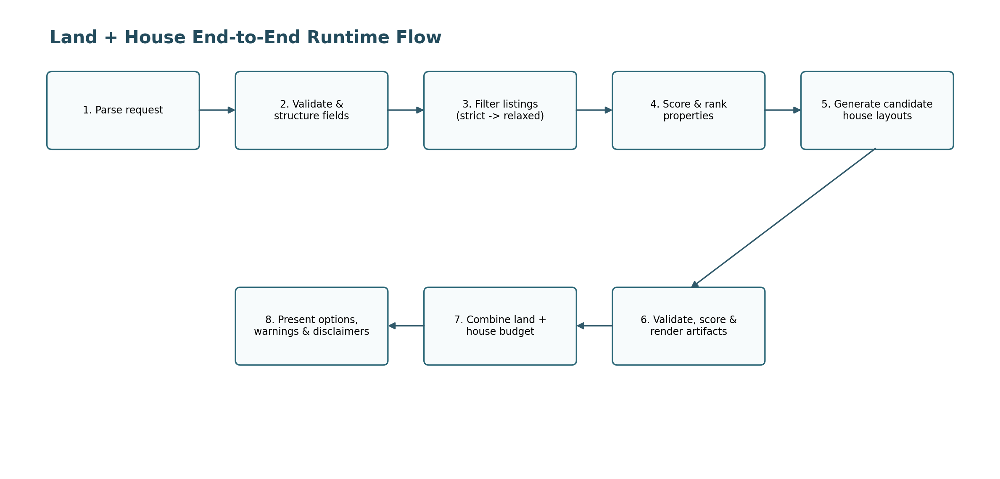 Land + House End-to-End Runtime Flow
1. Parse request
2. Validate &
structure fields
3. Filter listings
(strict -> relaxed)
4. Score & rank
properties
5. Generate candidate
house layouts
8. Present options,
warnings & disclaimers
7. Combine land +
house budget
6. Validate, score &
render artifacts